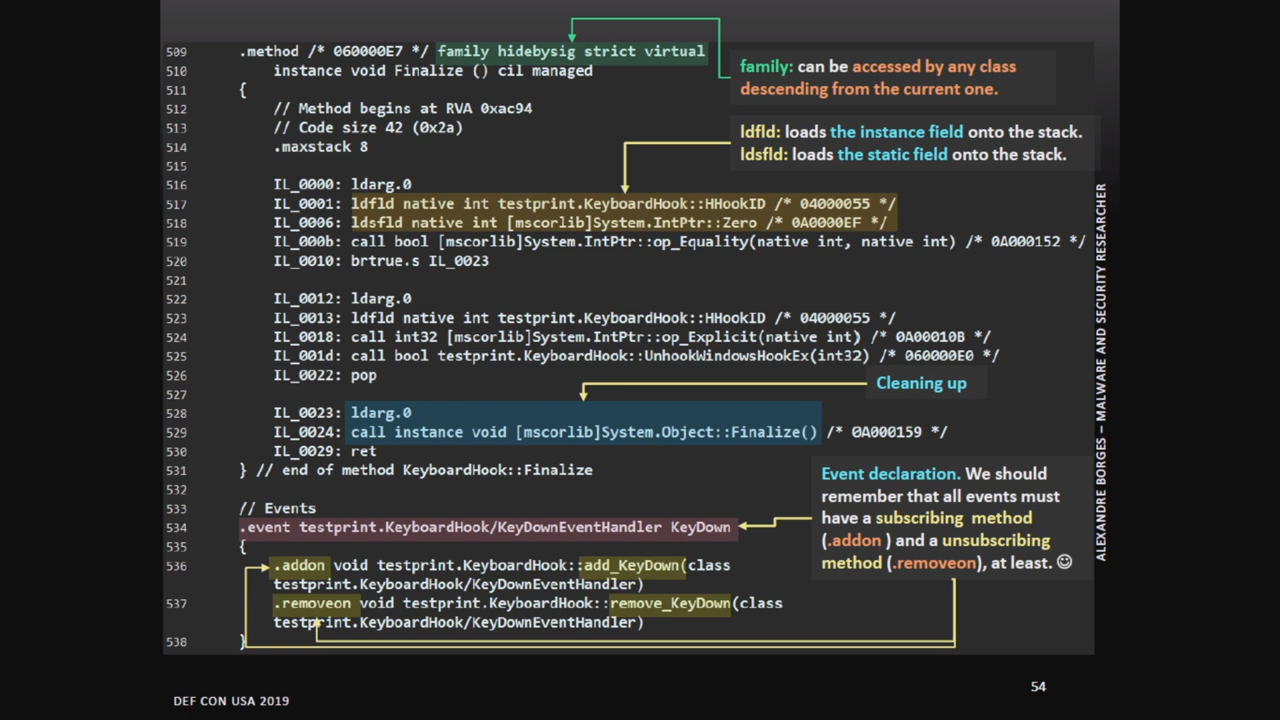 509 .method /* 060000E7 */ family hidebysig strict virtual
510 instance void Finalize () cil managed
511 {
512 // Method begins at RVA 0xac94
513 // Code size 42 (0x2a)
514 .maxstack 8
515
516 IL_0000: ldarg.0
517 IL_0001: ldfld native int testprint.KeyboardHook::HHookID /* 04000055 */
518 IL_0006: ldsfld native int [mscorlib]System.IntPtr::Zero /* 0A0000EF */
519 IL_000b: call bool [mscorlib]System.IntPtr::op_Equality(native int, native int) /* 0A000152 */
520 IL_0010: brtrue.s IL_0023
521
522 IL_0012: ldarg.0
523 IL_0013: ldfld native int testprint.KeyboardHook::HHookID /* 04000055 */
524 IL_0018: call int32 [mscorlib]System.IntPtr::op_Explicit(native int) /* 0A00010B */
525 IL_001d: call bool testprint.KeyboardHook::UnhookWindowsHookEx(int32) /* 060000E0 */
526 IL_0022: pop
527
528 IL_0023: ldarg.0
529 IL_0024: call instance void [mscorlib]System.Object::Finalize() /* 0A000159 */
530 IL_0029: ret
531 } // end of method KeyboardHook::Finalize
532
533 // Events
534 .event testprint.KeyboardHook/KeyDownEventHandler KeyDown
535 {
536 .addon void testprint.KeyboardHook::add_KeyDown(class
testprint.KeyboardHook/KeyDownEventHandler)
537 .removeon void testprint.KeyboardHook::remove_KeyDown(class
testprint.KeyboardHook/KeyDownEventHandler)
538 }
family: can be accessed by any class
descending from the current one.
ldfld: loads the instance field onto the stack.
ldsfld: loads the static field onto the stack.
Cleaning up
Event declaration. We should
remember that all events must
have a subscribing method
(.addon ) and a unsubscribing
method (.removeon), at least. ☺
ALEXANDRE BORGES – MALWARE AND SECURITY RESEARCHER
DEF CON USA 2019
54